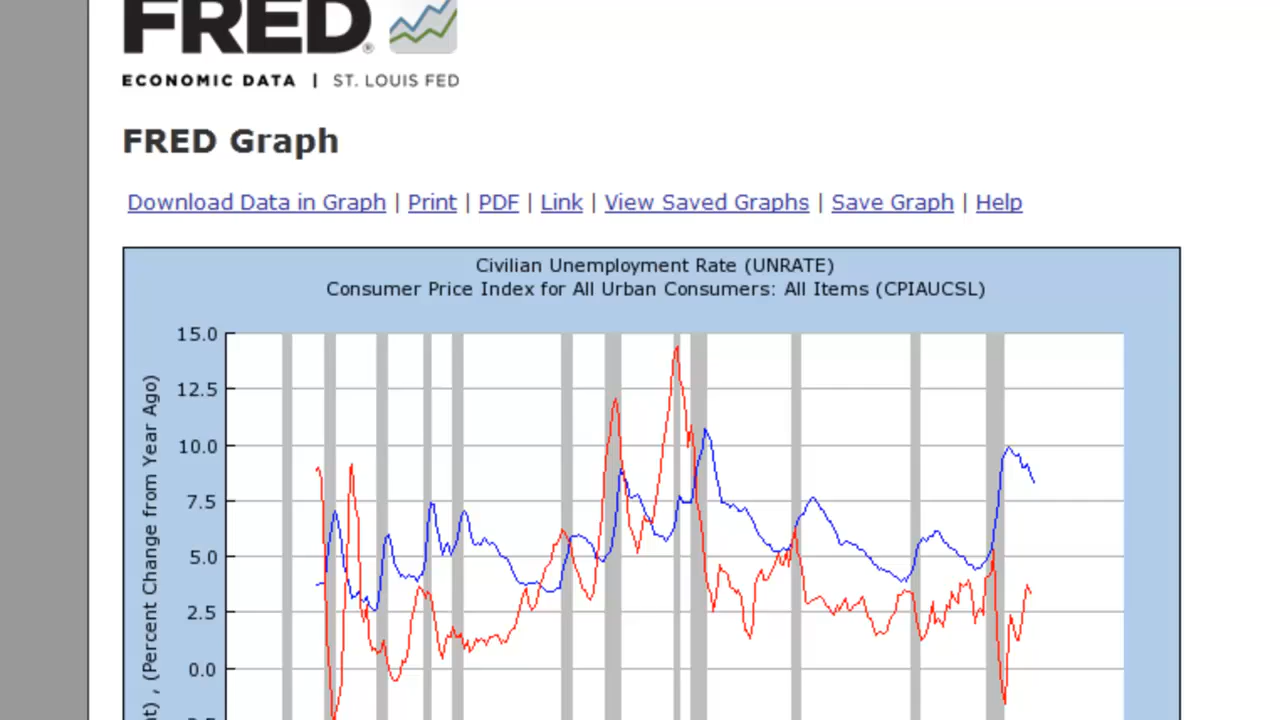 FRED®
ECONOMIC DATA | ST. LOUIS FED
FRED Graph
Download Data in Graph | Print | PDF | Link | View Saved Graphs | Save Graph | Help
Civilian Unemployment Rate (UNRATE)
Consumer Price Index for All Urban Consumers: All Items (CPIAUCSL)
15.0
12.5
10.0
7.5
5.0
2.5
0.0
nt) , (Percent Change from Year Ago)